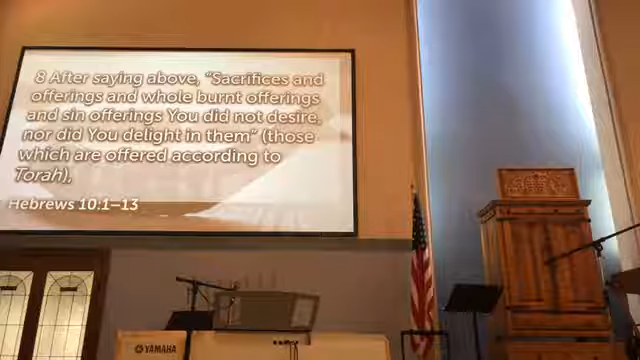 8 After saying above, "Sacrifices and
offerings and whole burnt offerings
and sin offerings You did not desire,
nor did You delight in them" (those
which are offered according to
Torah),
Hebrews 10:1–13
YAMAHA